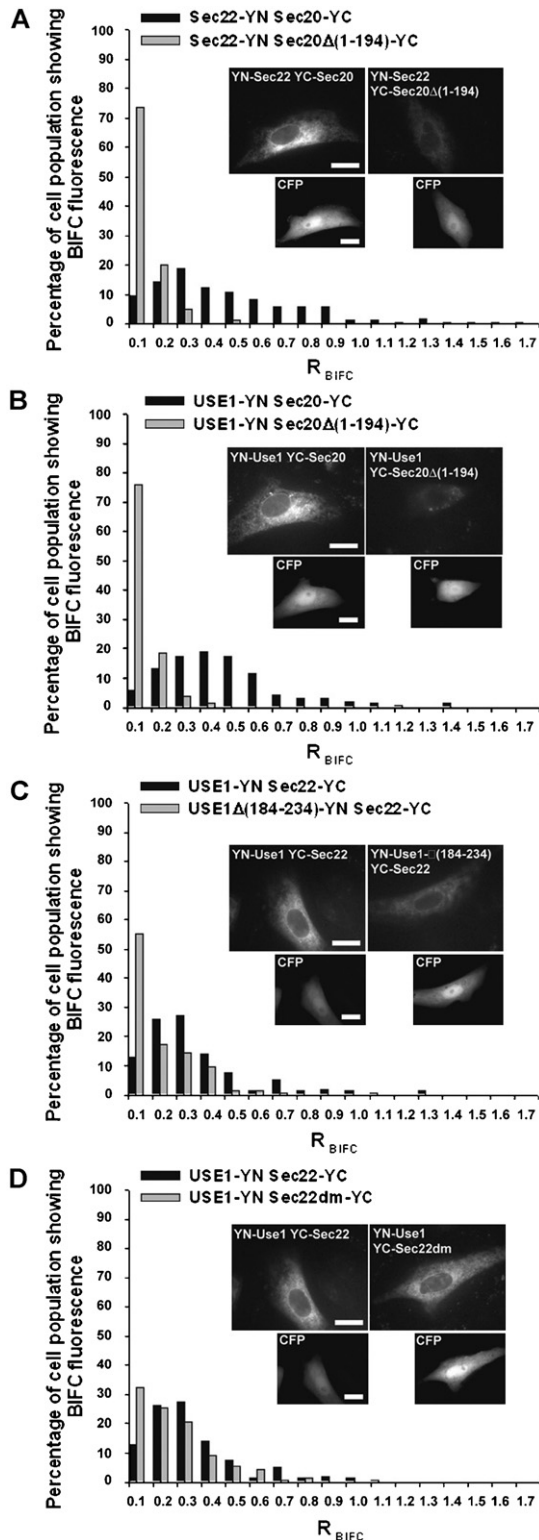 A
Sec22-YN Sec20-YC
Sec22-YN Sec20Δ(1-194)-YC
Percentage of cell population showing
BIFC fluorescence
100
90
80
70
60
50
40
30
20
10
0
YN-Sec22 YC-Sec20
YN-Sec22
YC-Sec20Δ(1-194)
CFP
CFP
0.1 0.2 0.3 0.4 0.5 0.6 0.7 0.8 0.9 1.0 1.1 1.2 1.3 1.4 1.5 1.6 1.7
R BIFC
B
USE1-YN Sec20-YC
USE1-YN Sec20Δ(1-194)-YC
Percentage of cell population showing
BIFC fluorescence
100
90
80
70
60
50
40
30
20
10
0
YN-Use1 YC-Sec20
YN-Use1
YC-Sec20Δ(1-194)
CFP
CFP
0.1 0.2 0.3 0.4 0.5 0.6 0.7 0.8 0.9 1.0 1.1 1.2 1.3 1.4 1.5 1.6 1.7
R BIFC
C
USE1-YN Sec22-YC
USE1Δ(184-234)-YN Sec22-YC
Percentage of cell population showing
BIFC fluorescence
100
90
80
70
60
50
40
30
20
10
0
YN-Use1 YC-Sec22
YN-Use1-□(184-234)
YC-Sec22
CFP
CFP
0.1 0.2 0.3 0.4 0.5 0.6 0.7 0.8 0.9 1.0 1.1 1.2 1.3 1.4 1.5 1.6 1.7
R BIFC
D
USE1-YN Sec22-YC
USE1-YN Sec22dm-YC
Percentage of cell population showing
BIFC fluorescence
100
90
80
70
60
50
40
30
20
10
0
YN-Use1 YC-Sec22
YN-Use1
YC-Sec22dm
CFP
CFP
0.1 0.2 0.3 0.4 0.5 0.6 0.7 0.8 0.9 1.0 1.1 1.2 1.3 1.4 1.5 1.6 1.7
R BIFC